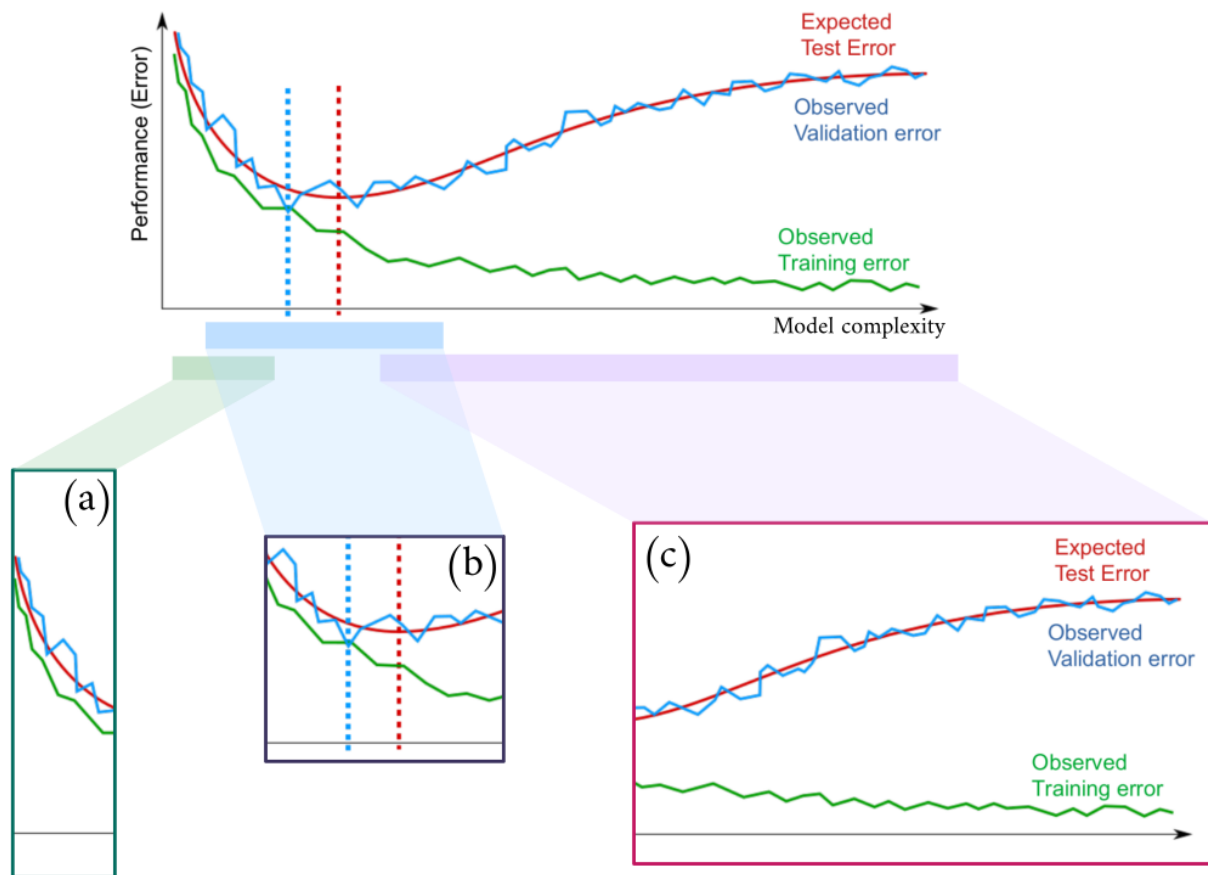 Expected
Test Error
Performance (Error)
Observed
Validation error
Observed
Training error
Model complexity
(a)
(b)
(c)
Expected
Test Error
Observed
Validation error
Observed
Training error